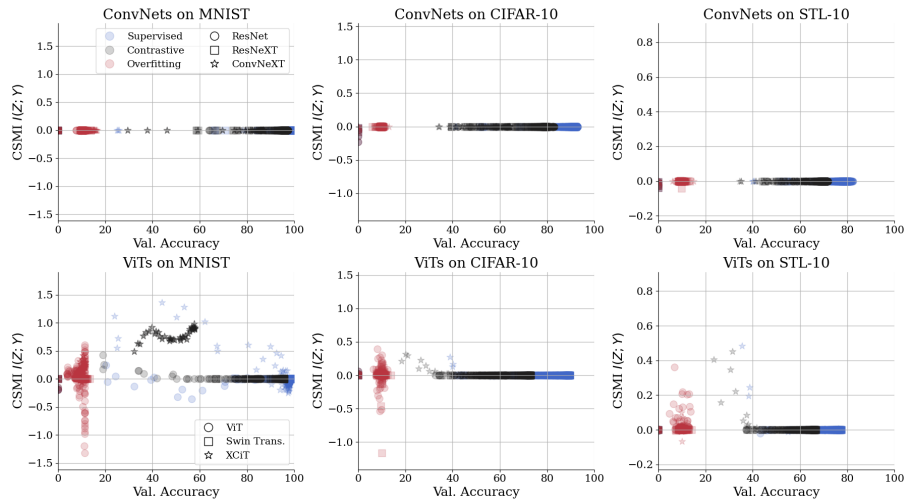 ConvNets on MNIST
CSMI I(Z; Y)
1.5
1.0
0.5
0.0
−0.5
−1.0
−1.5
Supervised
Contrastive
Overfitting
ResNet
ResNeXT
ConvNeXT
0 20 40 60 80 100
Val. Accuracy
ConvNets on CIFAR-10
CSMI I(Z; Y)
1.5
1.0
0.5
0.0
−0.5
−1.0
0 20 40 60 80 100
Val. Accuracy
ConvNets on STL-10
CSMI I(Z; Y)
0.8
0.6
0.4
0.2
0.0
−0.2
0 20 40 60 80 100
Val. Accuracy
ViTs on MNIST
CSMI I(Z; Y)
1.5
1.0
0.5
0.0
−0.5
−1.0
−1.5
ViT
Swin Trans.
XCiT
0 20 40 60 80 100
Val. Accuracy
ViTs on CIFAR-10
CSMI I(Z; Y)
1.5
1.0
0.5
0.0
−0.5
−1.0
0 20 40 60 80 100
Val. Accuracy
ViTs on STL-10
CSMI I(Z; Y)
0.8
0.6
0.4
0.2
0.0
−0.2
0 20 40 60 80 100
Val. Accuracy